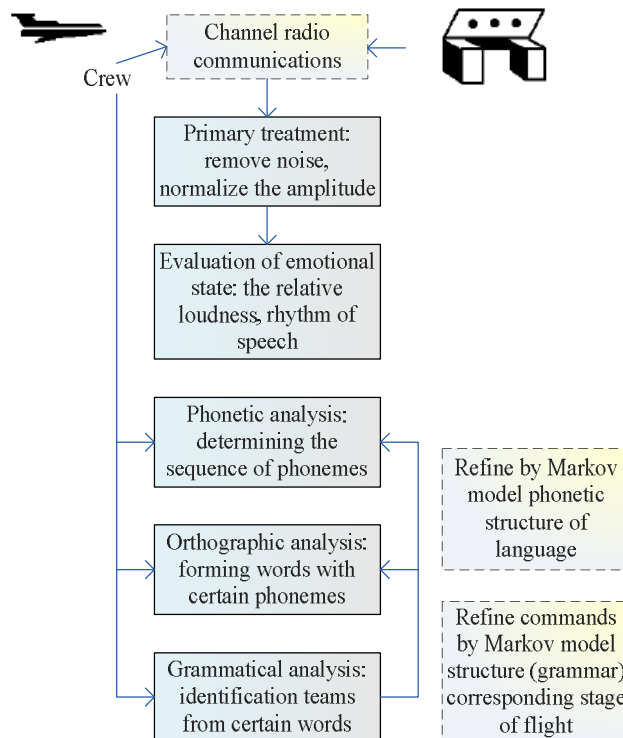 Channel radio
communications
Crew
Primary treatment:
remove noise,
normalize the amplitude
Evaluation of emotional
state: the relative
loudness, rhythm of
speech
Phonetic analysis:
determining the
sequence of phonemes
Refine by Markov
model phonetic
structure of
language
Orthographic analysis:
forming words with
certain phonemes
Refine commands
by Markov model
structure (grammar)
corresponding stage
of flight
Grammatical analysis:
identification teams
from certain words